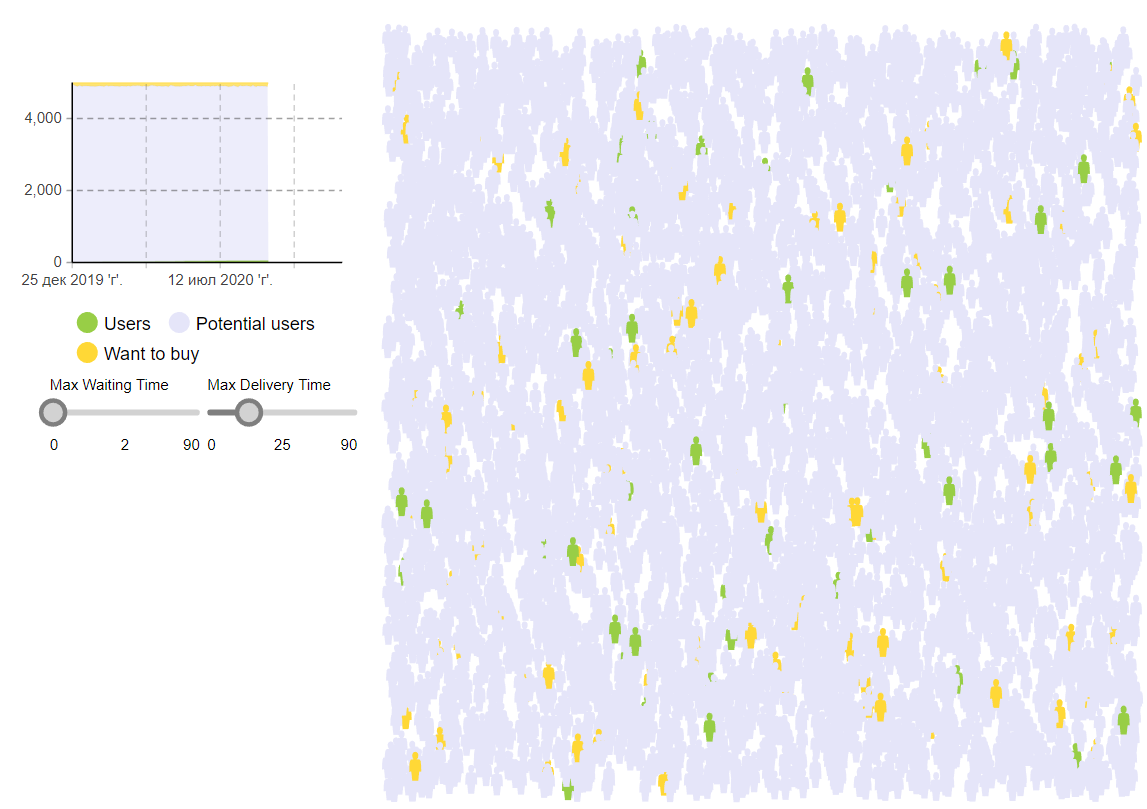 4,000
2,000
0
25 дек 2019 'г'.
12 июл 2020 'г'.
Users
Potential users
Want to buy
Max Waiting Time
Max Delivery Time
0 2 90
0 25 90